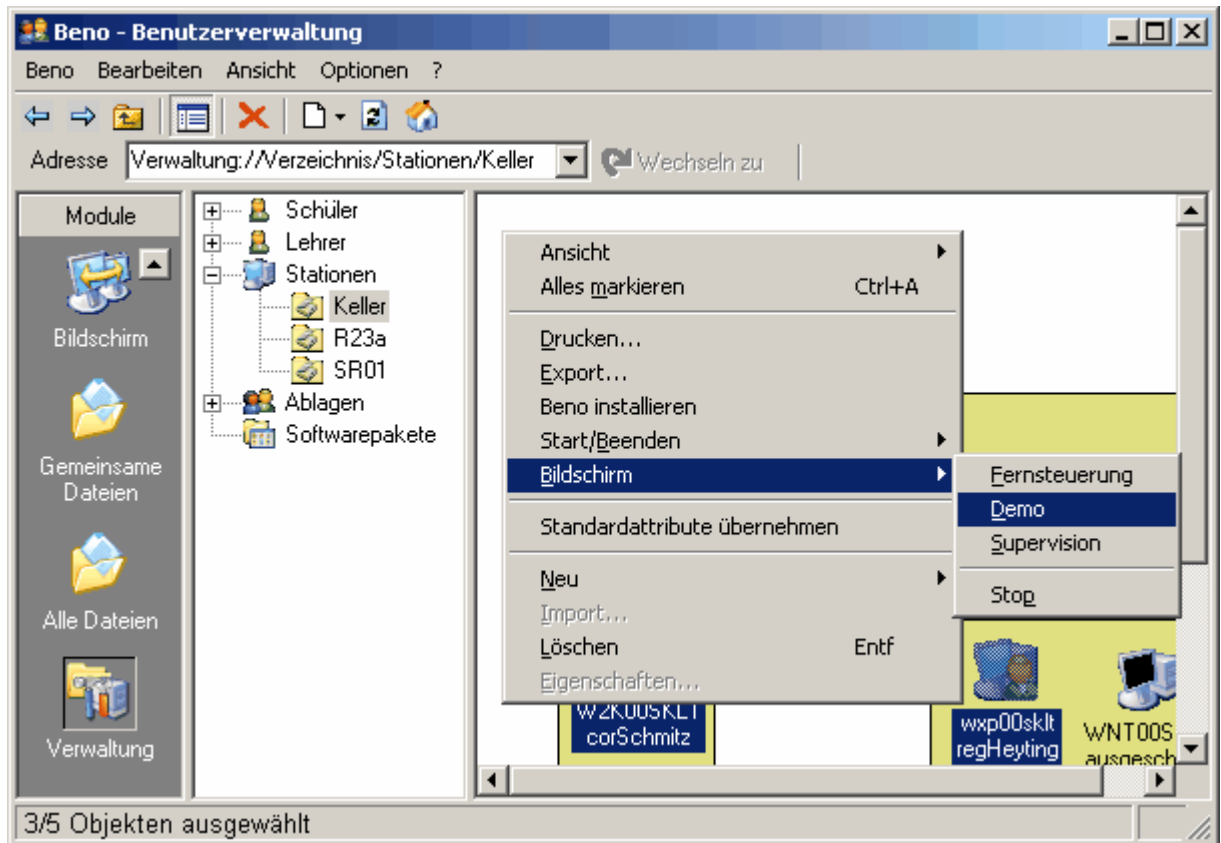 Beno - Benutzerverwaltung
Beno Bearbeiten Ansicht Optionen ?
Adresse Verwaltung://Verzeichnis/Stationen/Keller Wechseln zu
Module
Bildschirm
Gemeinsame
Dateien
Alle Dateien
Verwaltung
Schüler
Lehrer
Stationen
Keller
R23a
SR01
Ablagen
Softwarepakete
Ansicht
Alles markieren Ctrl+A
Drucken...
Export...
Beno installieren
Start/Beenden
Bildschirm
Standardattribute übernehmen
Neu
Import...
Löschen Entf
Eigenschaften...
Fernsteuerung
Demo
Supervision
Stop
corSchmitz
wxp00sklt
regHeyting
WNT00S
ausgesch
3/5 Objekten ausgewählt